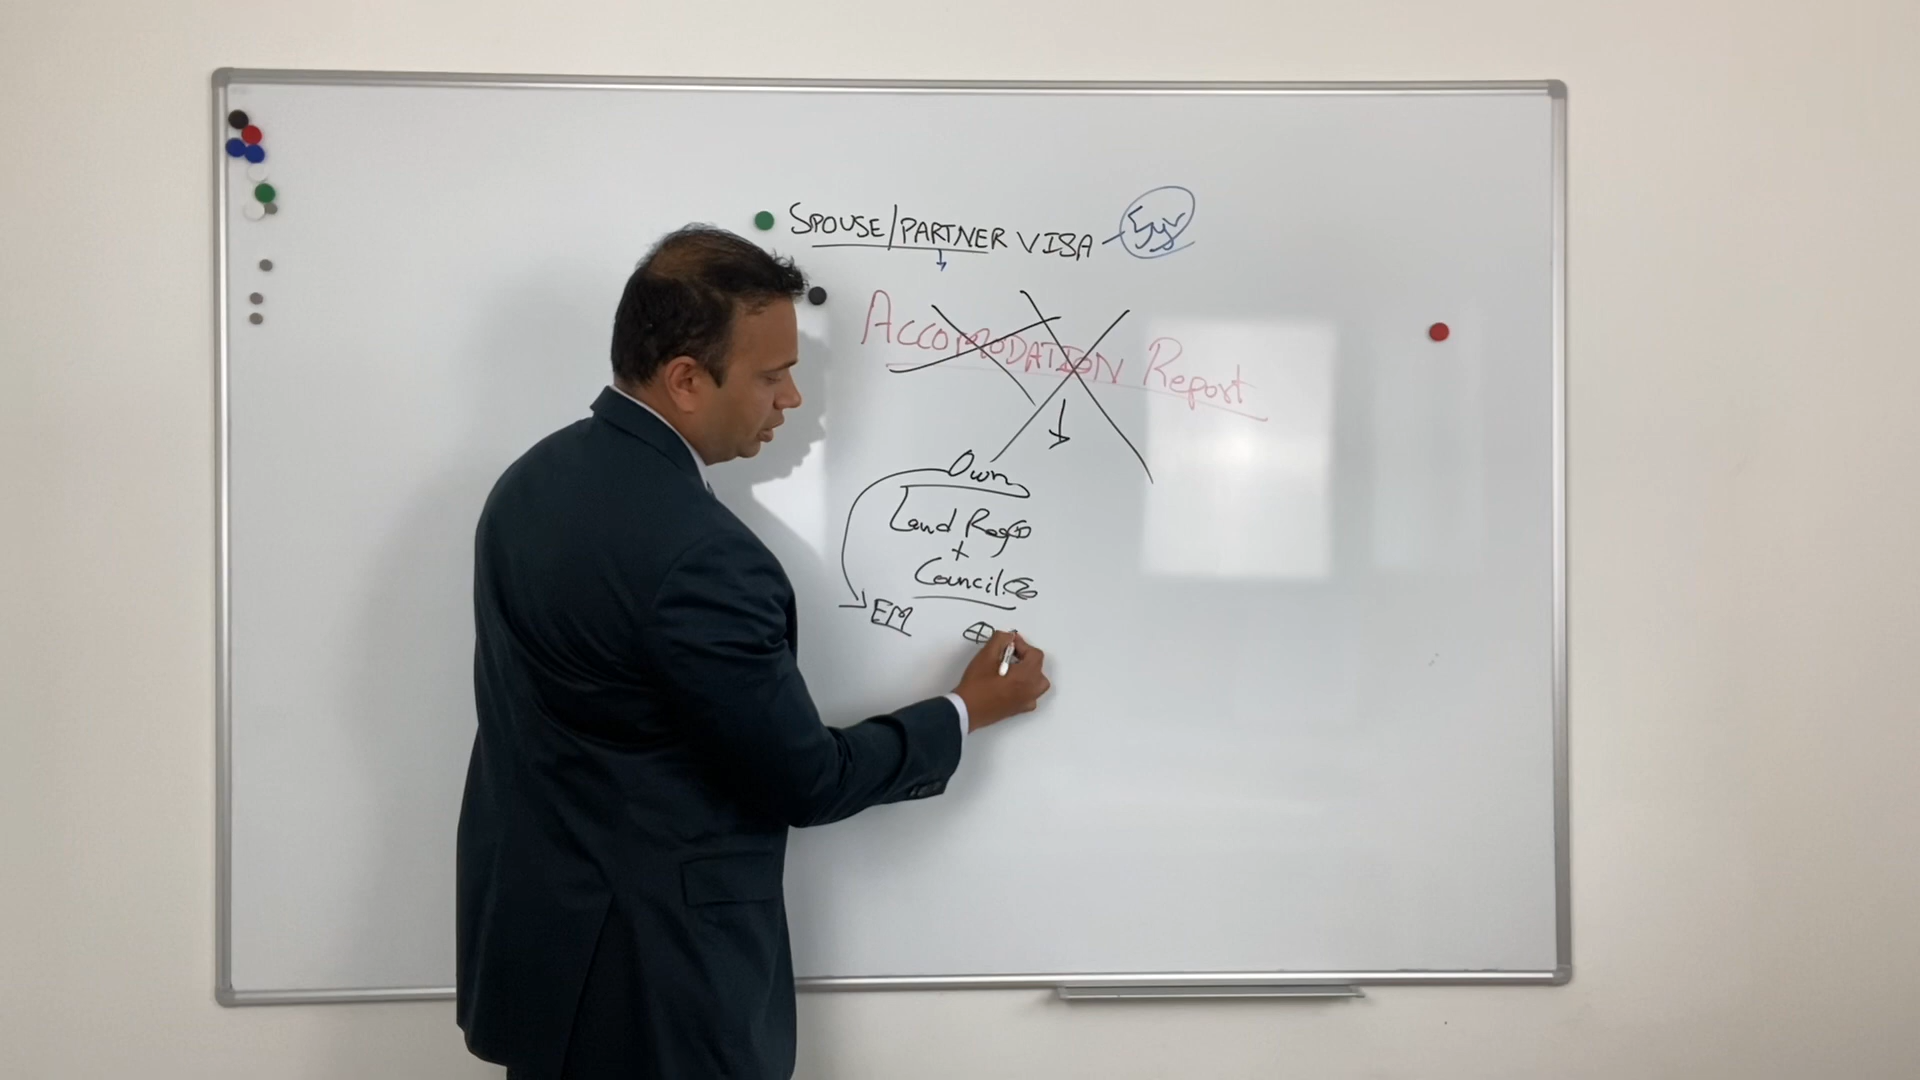 SPOUSE/PARTNER VISA - 5yr
ACCOMODATION Report
Own
Land Reg
+
Council
EM